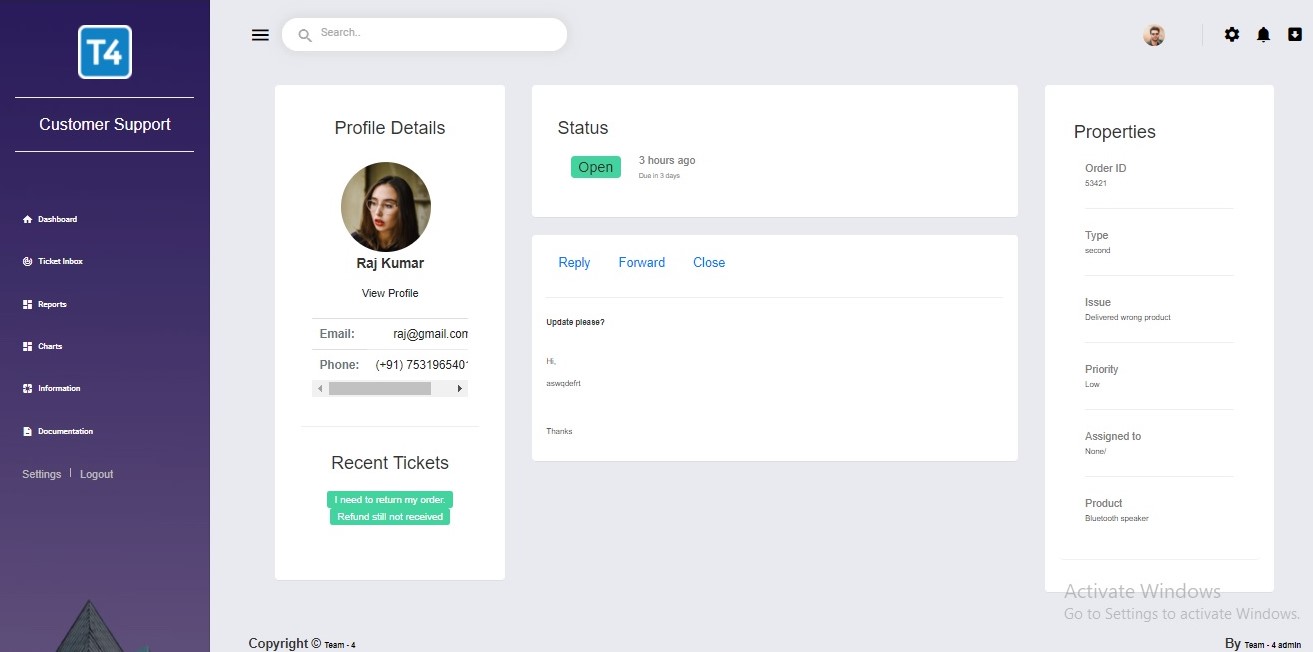 T4
Customer Support
Dashboard
Ticket Inbox
Reports
Charts
Information
Documentation
Settings | Logout
Search..
Profile Details
Raj Kumar
View Profile
Email: raj@gmail.com
Phone: (+91) 7531965401
Recent Tickets
I need to return my order.
Refund still not received
Status
Open
3 hours ago
Due in 3 days
Reply Forward Close
Update please?
Hi,
aswqdefrt
Thanks
Properties
Order ID
53421
Type
second
Issue
Delivered wrong product
Priority
Low
Assigned to
None/
Product
Bluetooth speaker
Activate Windows
Go to Settings to activate Windows.
Copyright © Team - 4
By Team - 4 admin